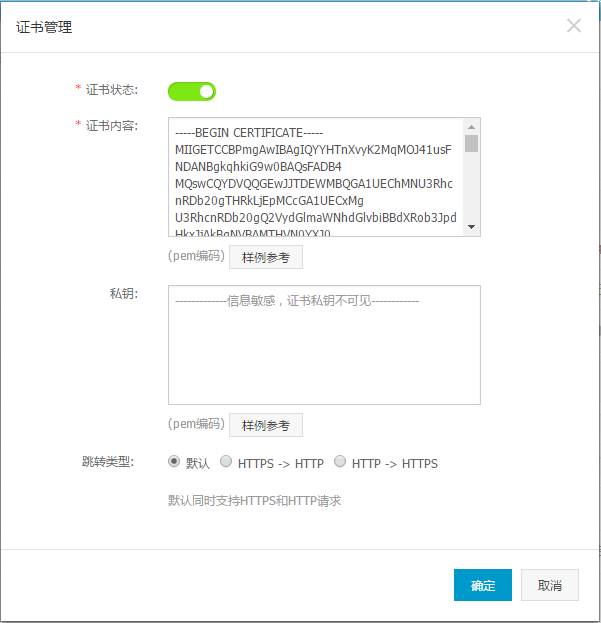 证书管理
* 证书状态:
* 证书内容:
-----BEGIN CERTIFICATE-----
MIIGETCCBPmgAwIBAgIQYYHTnXvyK2MqMOJ41usF
NDANBgkqhkiG9w0BAQsFADB4
MQswCQYDVQQGEwJJTDEWMBQGA1UEChMNU3Rhc
nRDb20gTHRkLjEpMCcGA1UECxMg
U3RhcnRDb20gQ2VydGlmaWNhdGlvbiBBdXRob3Jpd
HkxJjAkBgNVBAMTHVN0YXJ0
(pem编码) 样例参考
私钥:
-------------信息敏感，证书私钥不可见------------
(pem编码) 样例参考
跳转类型:
默认 HTTPS -> HTTP HTTP -> HTTPS
默认同时支持HTTPS和HTTP请求
确定 取消